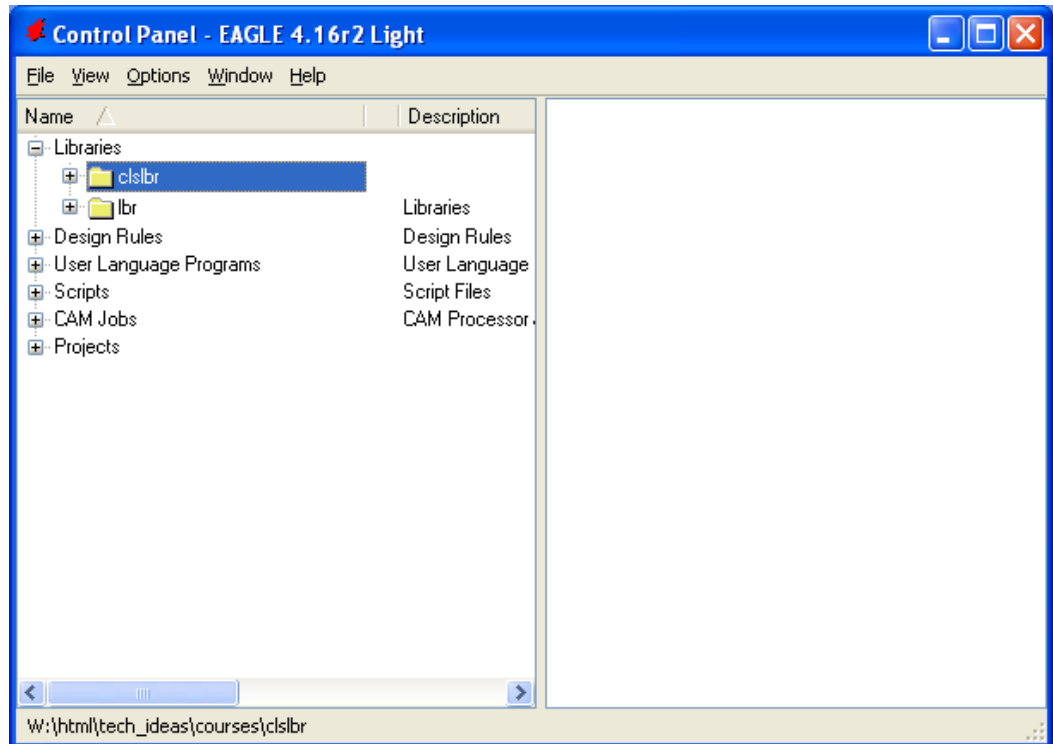 Control Panel - EAGLE 4.16r2 Light
File View Options Window Help
Name Description
Libraries
clslbr
lbr Libraries
Design Rules Design Rules
User Language Programs User Language
Scripts Script Files
CAM Jobs CAM Processor
Projects
W:\html\tech_ideas\courses\clslbr